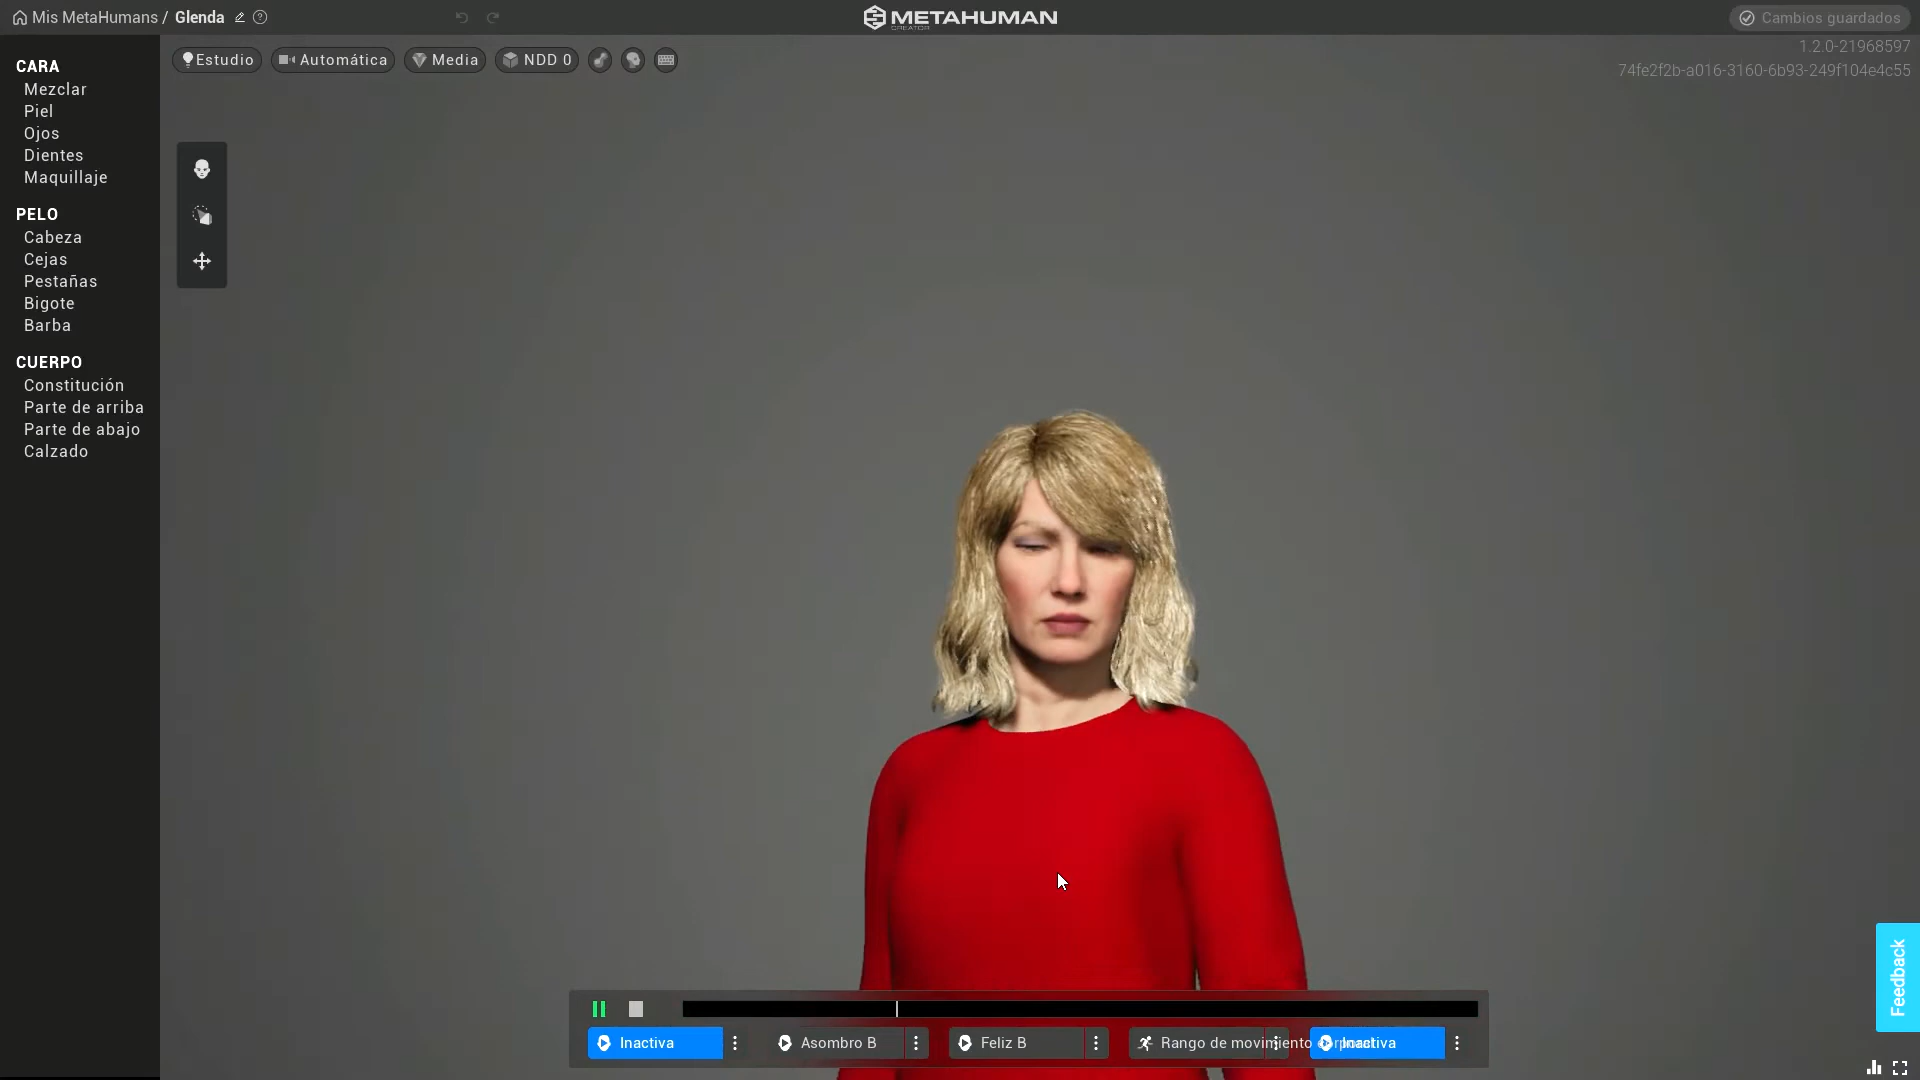 Mis MetaHumans / Glenda
METAHUMAN
CREATOR
Cambios guardados
1.2.0-21968597
74fe2f2b-a016-3160-6b93-249f104e4c55
Estudio
Automática
Media
NDD 0
CARA
Mezclar
Piel
Ojos
Dientes
Maquillaje
PELO
Cabeza
Cejas
Pestañas
Bigote
Barba
CUERPO
Constitución
Parte de arriba
Parte de abajo
Calzado
Feedback
Inactiva
Asombro B
Feliz B
Rango de movimiento
Inactiva